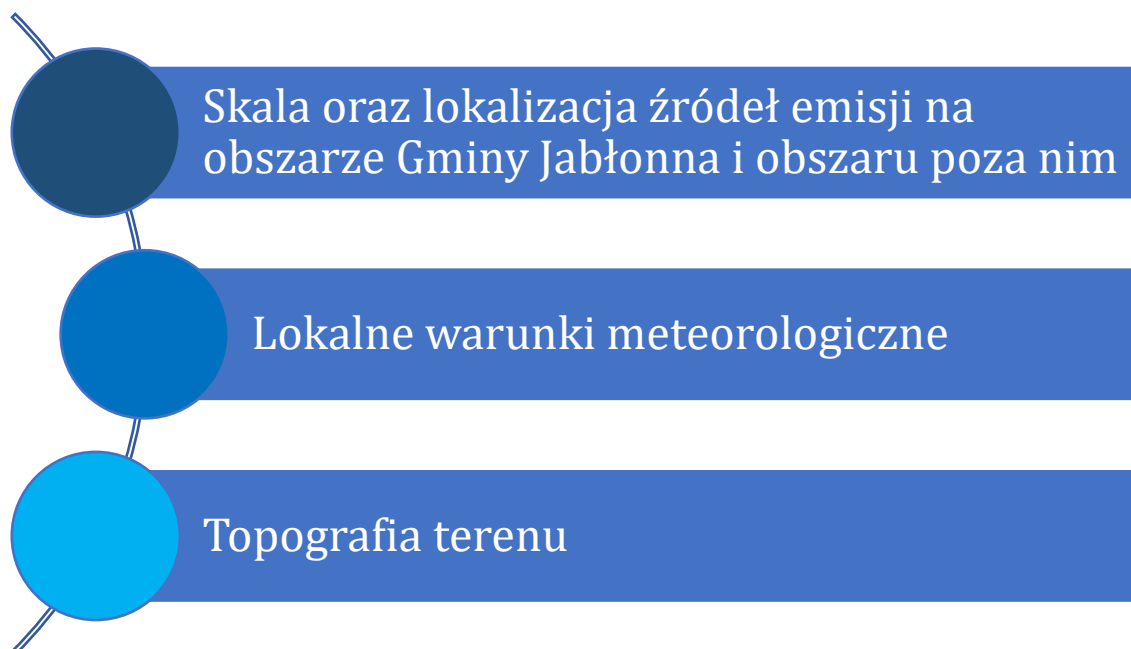 Skala oraz lokalizacja źródeł emisji na
obszarze Gminy Jabłonna i obszaru poza nim
Lokalne warunki meteorologiczne
Topografia terenu